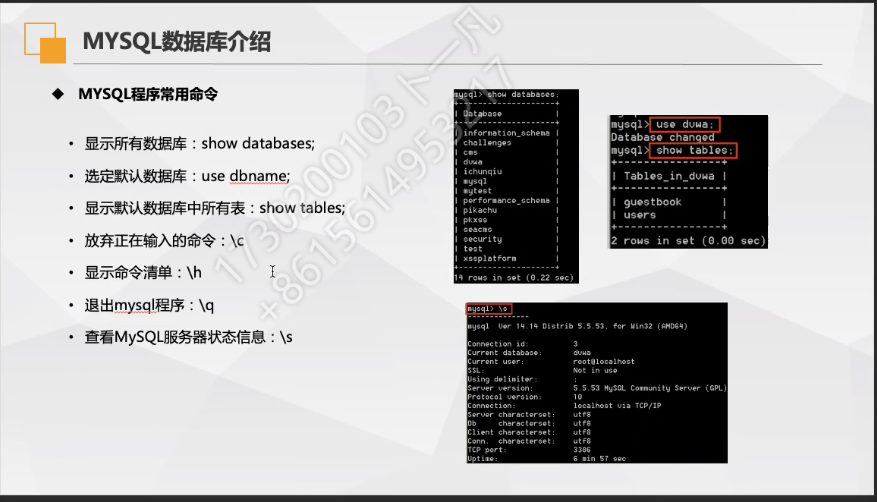 MYSQL数据库介绍
◆ MYSQL程序常用命令
• 显示所有数据库：show databases;
• 选定默认数据库：use dbname;
• 显示默认数据库中所有表：show tables;
• 放弃正在输入的命令：\c
• 显示命令清单：\h
• 退出mysql程序：\q
• 查看MySQL服务器状态信息：\s
mysql> show databases;
+--------------------+
| Database |
+--------------------+
| information_schema |
| challenges |
| cms |
| dvwa |
| ichunqiu |
| mysql |
| mytest |
| performance_schema |
| pikachu |
| pkxss |
| seacms |
| security |
| test |
| xssplatform |
+--------------------+
14 rows in set (0.22 sec)
mysql> use dvwa;
Database changed
mysql> show tables;
+----------------+
| Tables_in_dvwa |
+----------------+
| guestbook |
| users |
+----------------+
2 rows in set (0.00 sec)
mysql> \s
--------------
mysql Ver 14.14 Distrib 5.5.53, for Win32 (AMD64)
Connection id: 3
Current database: dvwa
Current user: root@localhost
SSL: Not in use
Using delimiter: ;
Server version: 5.5.53 MySQL Community Server (GPL)
Protocol version: 10
Connection: localhost via TCP/IP
Server characterset: utf8
Db characterset: utf8
Client characterset: utf8
Conn. characterset: utf8
TCP port: 3306
Uptime: 6 min 57 sec